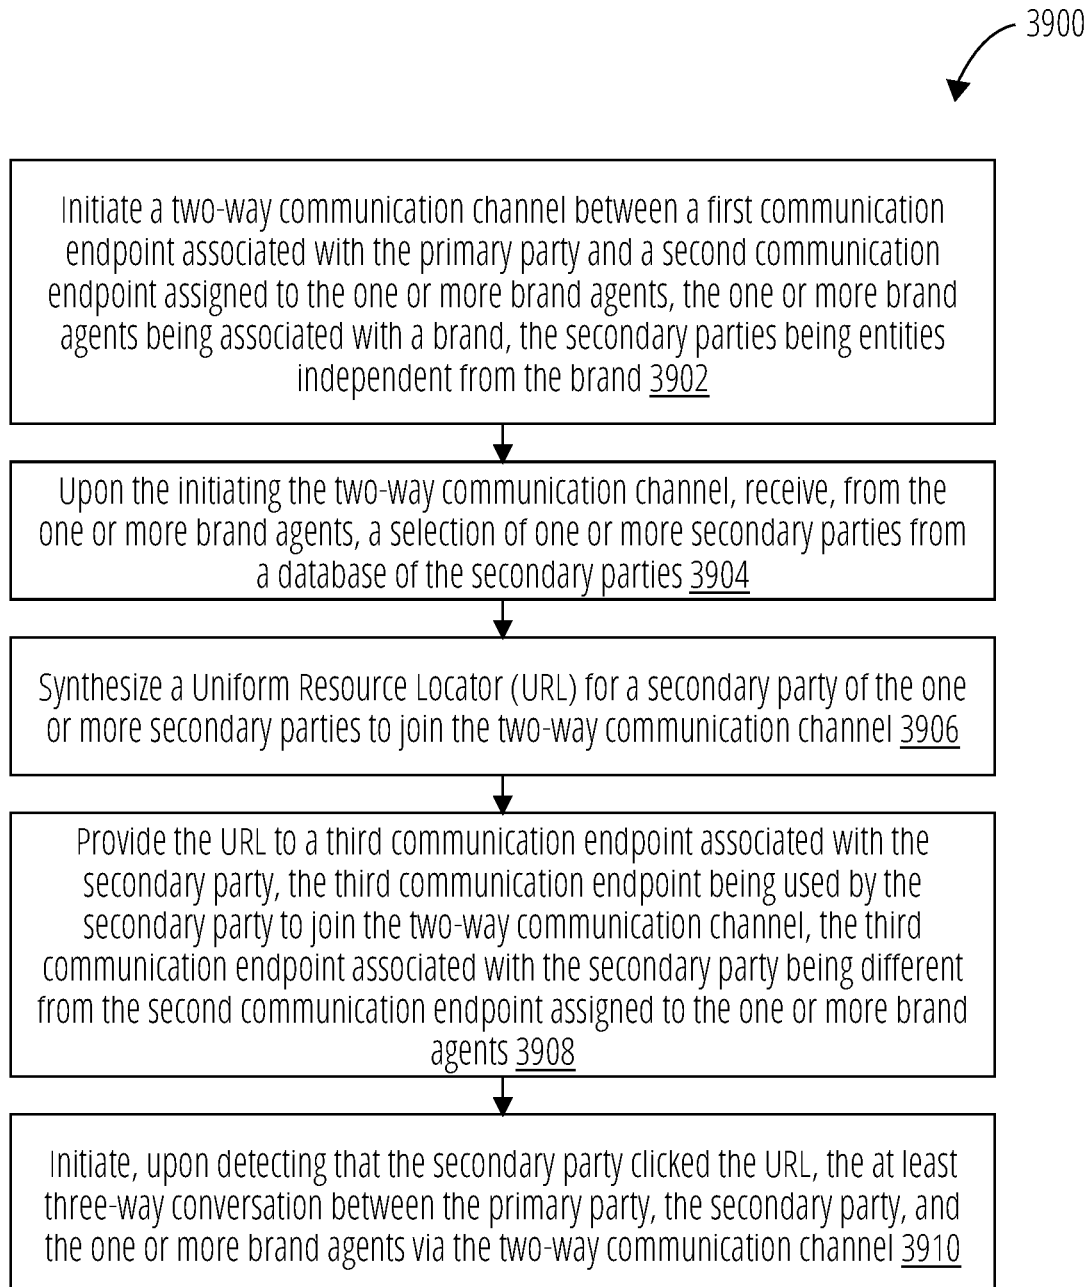 3900
Initiate a two-way communication channel between a first communication
endpoint associated with the primary party and a second communication
endpoint assigned to the one or more brand agents, the one or more brand
agents being associated with a brand, the secondary parties being entities
independent from the brand 3902
Upon the initiating the two-way communication channel, receive, from the
one or more brand agents, a selection of one or more secondary parties from
a database of the secondary parties 3904
Synthesize a Uniform Resource Locator (URL) for a secondary party of the one
or more secondary parties to join the two-way communication channel 3906
Provide the URL to a third communication endpoint associated with the
secondary party, the third communication endpoint being used by the
secondary party to join the two-way communication channel, the third
communication endpoint associated with the secondary party being different
from the second communication endpoint assigned to the one or more brand
agents 3908
Initiate, upon detecting that the secondary party clicked the URL, the at least
three-way conversation between the primary party, the secondary party, and
the one or more brand agents via the two-way communication channel 3910